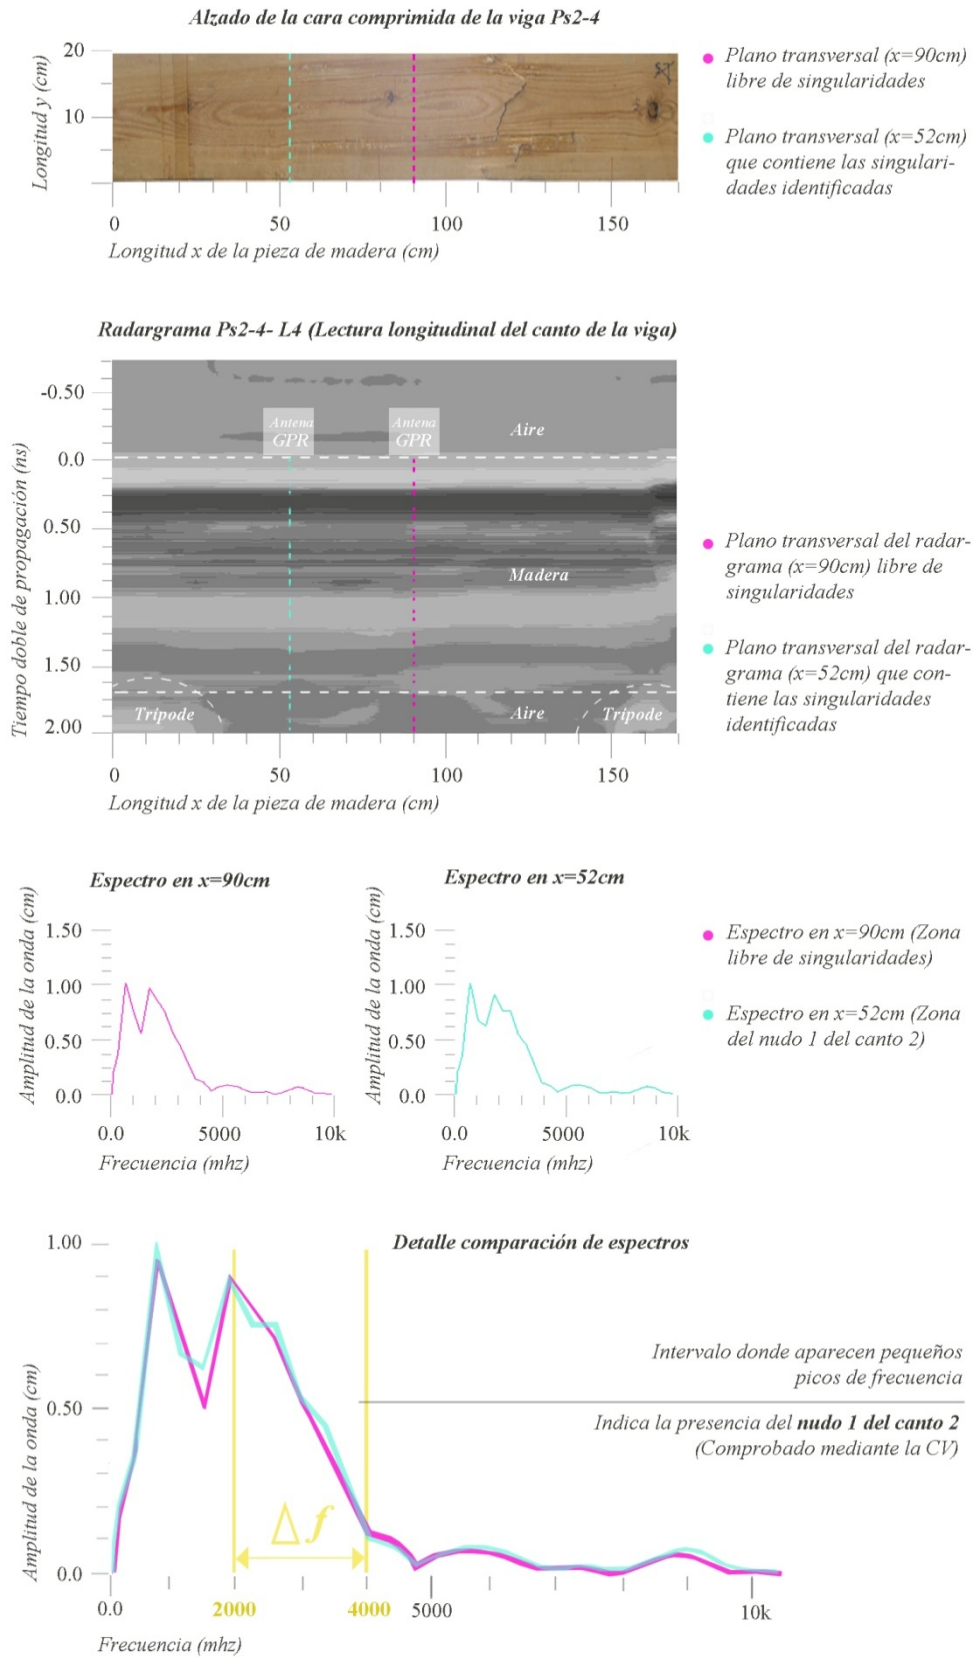 Alzado de la cara comprimida de la viga Ps2-4
Longitud y (cm)
20
10
0
50
100
150
Longitud x de la pieza de madera (cm)
Plano transversal (x=90cm)
libre de singularidades
Plano transversal (x=52cm)
que contiene las singulari-
dades identificadas
Radargrama Ps2-4- L4 (Lectura longitudinal del canto de la viga)
Tiempo doble de propagación (ns)
-0.50
0.0
0.50
1.00
1.50
2.00
Antena
GPR
Antena
GPR
Aire
Madera
Trípode
Aire
Trípode
0
50
100
150
Longitud x de la pieza de madera (cm)
Plano transversal del radar-
grama (x=90cm) libre de
singularidades
Plano transversal del radar-
grama (x=52cm) que con-
tiene las singularidades
identificadas
Espectro en x=90cm
Amplitud de la onda (cm)
1.50
1.00
0.50
0.0
0.0
5000
10k
Frecuencia (mhz)
Espectro en x=52cm
Amplitud de la onda (cm)
1.50
1.00
0.50
0.0
0.0
5000
10k
Frecuencia (mhz)
Espectro en x=90cm (Zona
libre de singularidades)
Espectro en x=52cm (Zona
del nudo 1 del canto 2)
Detalle comparación de espectros
Amplitud de la onda (cm)
1.00
0.50
0.0
Δ f
Intervalo donde aparecen pequeños
picos de frecuencia
Indica la presencia del nudo 1 del canto 2
(Comprobado mediante la CV)
0.0
2000
4000
5000
10k
Frecuencia (mhz)